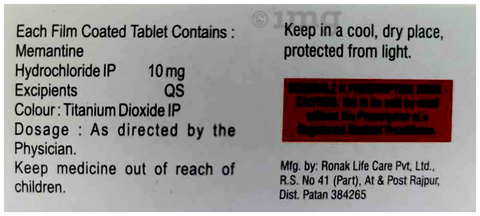 Each Film Coated Tablet Contains :
Memantine
Hydrochloride IP 10 mg
Excipients QS
Colour : Titanium Dioxide IP
Dosage : As directed by the
Physician.
Keep medicine out of reach of
children.
1mg
Keep in a cool, dry place,
protected from light.
Mfg. by: Ronak Life Care Pvt, Ltd.,
R.S. No 41 (Part), At & Post Rajpur,
Dist. Patan 384265